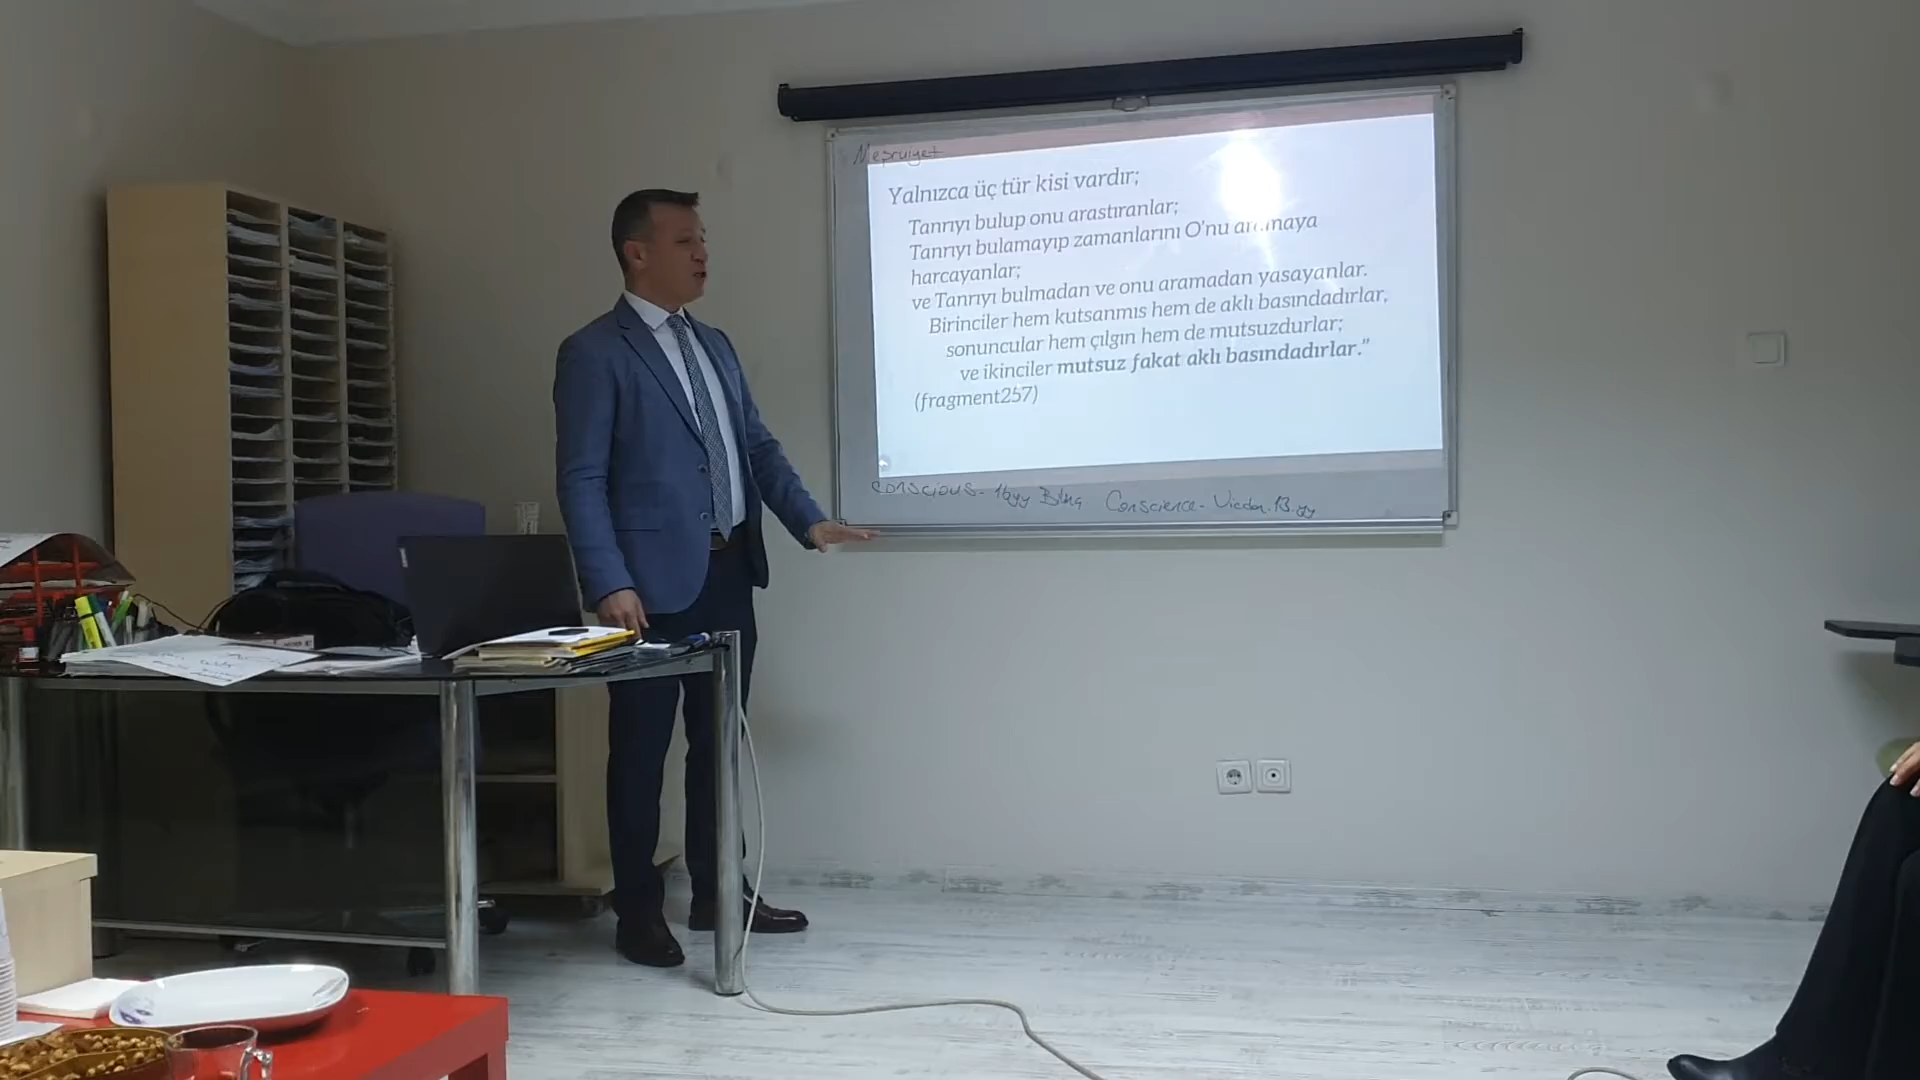 Meşruiyet
Yalnızca üç tür kisi vardır;
Tanrıyı bulup onu arastıranlar;
Tanrıyı bulamayıp zamanlarını O'nu aramaya
harcayanlar;
ve Tanrıyı bulmadan ve onu aramadan yasayanlar.
Birinciler hem kutsanmıs hem de aklı basındadırlar,
sonuncular hem çılgın hem de mutsuzdurlar;
ve ikinciler mutsuz fakat aklı basındadırlar."
(fragment257)
Conscious- yy Conscience- Vicdan. 13.yy